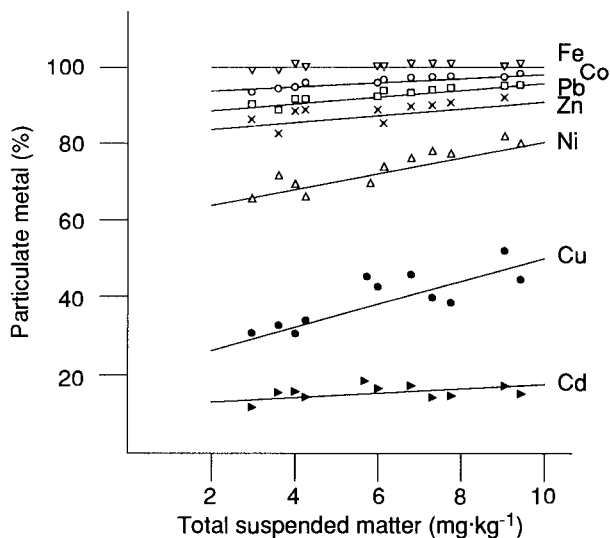 Particulate metal (%)
100
80
60
40
20
Fe
Co
Pb
Zn
Ni
Cu
Cd
2 4 6 8 10
Total suspended matter (mg·kg⁻¹)